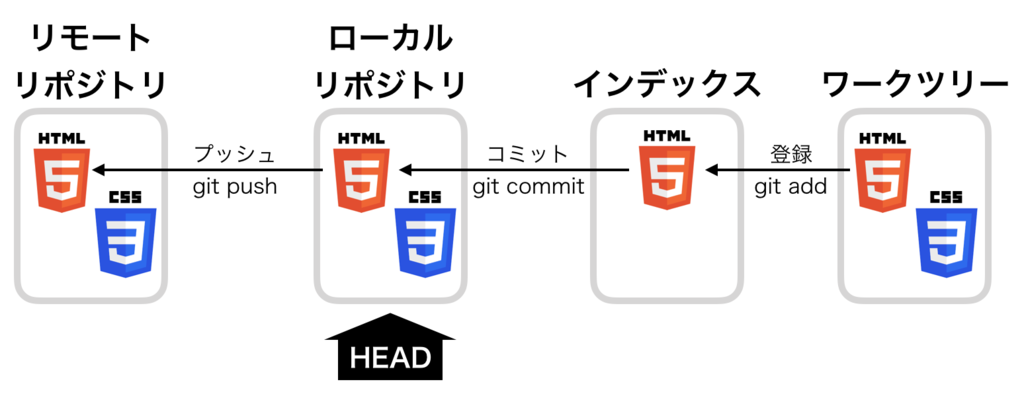 リモート
リポジトリ
ローカル
リポジトリ
インデックス
ワークツリー
HTML
5
CSS
3
プッシュ
git push
HTML
5
CSS
3
コミット
git commit
HTML
5
登録
git add
HTML
5
CSS
3
HEAD